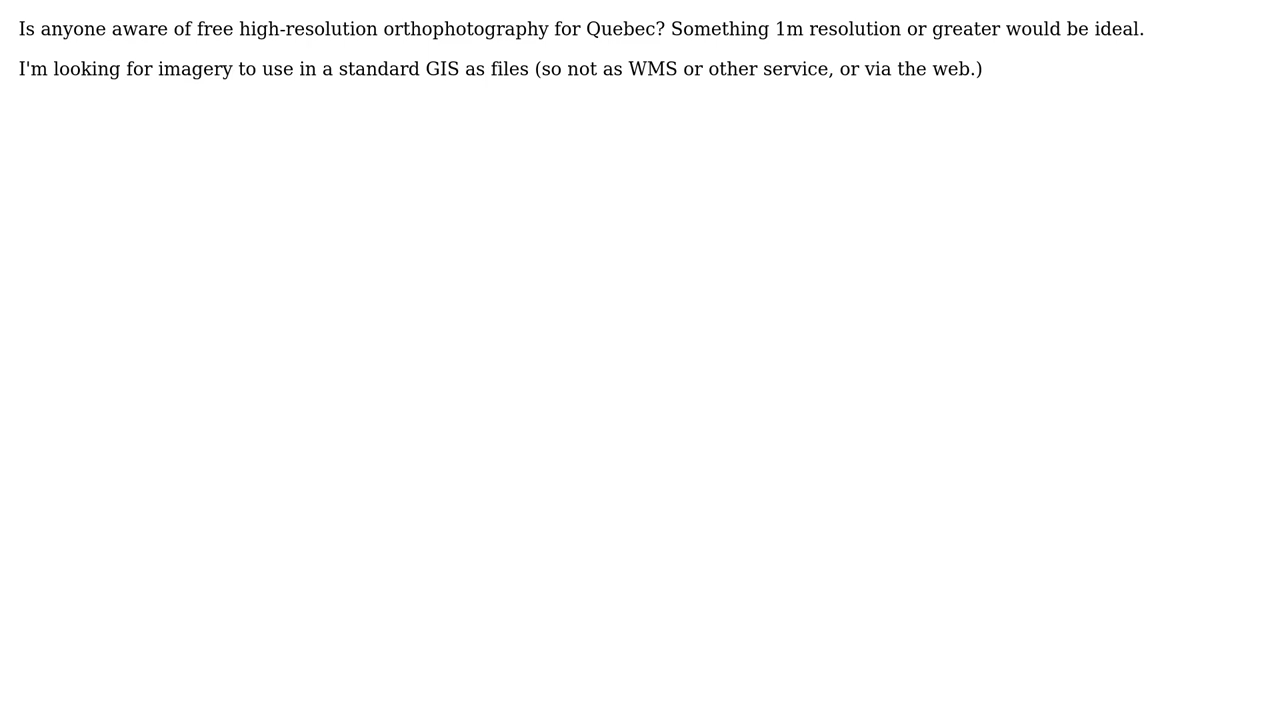 Is anyone aware of free high-resolution orthophotography for Quebec? Something 1m resolution or greater would be ideal.
I'm looking for imagery to use in a standard GIS as files (so not as WMS or other service, or via the web.)